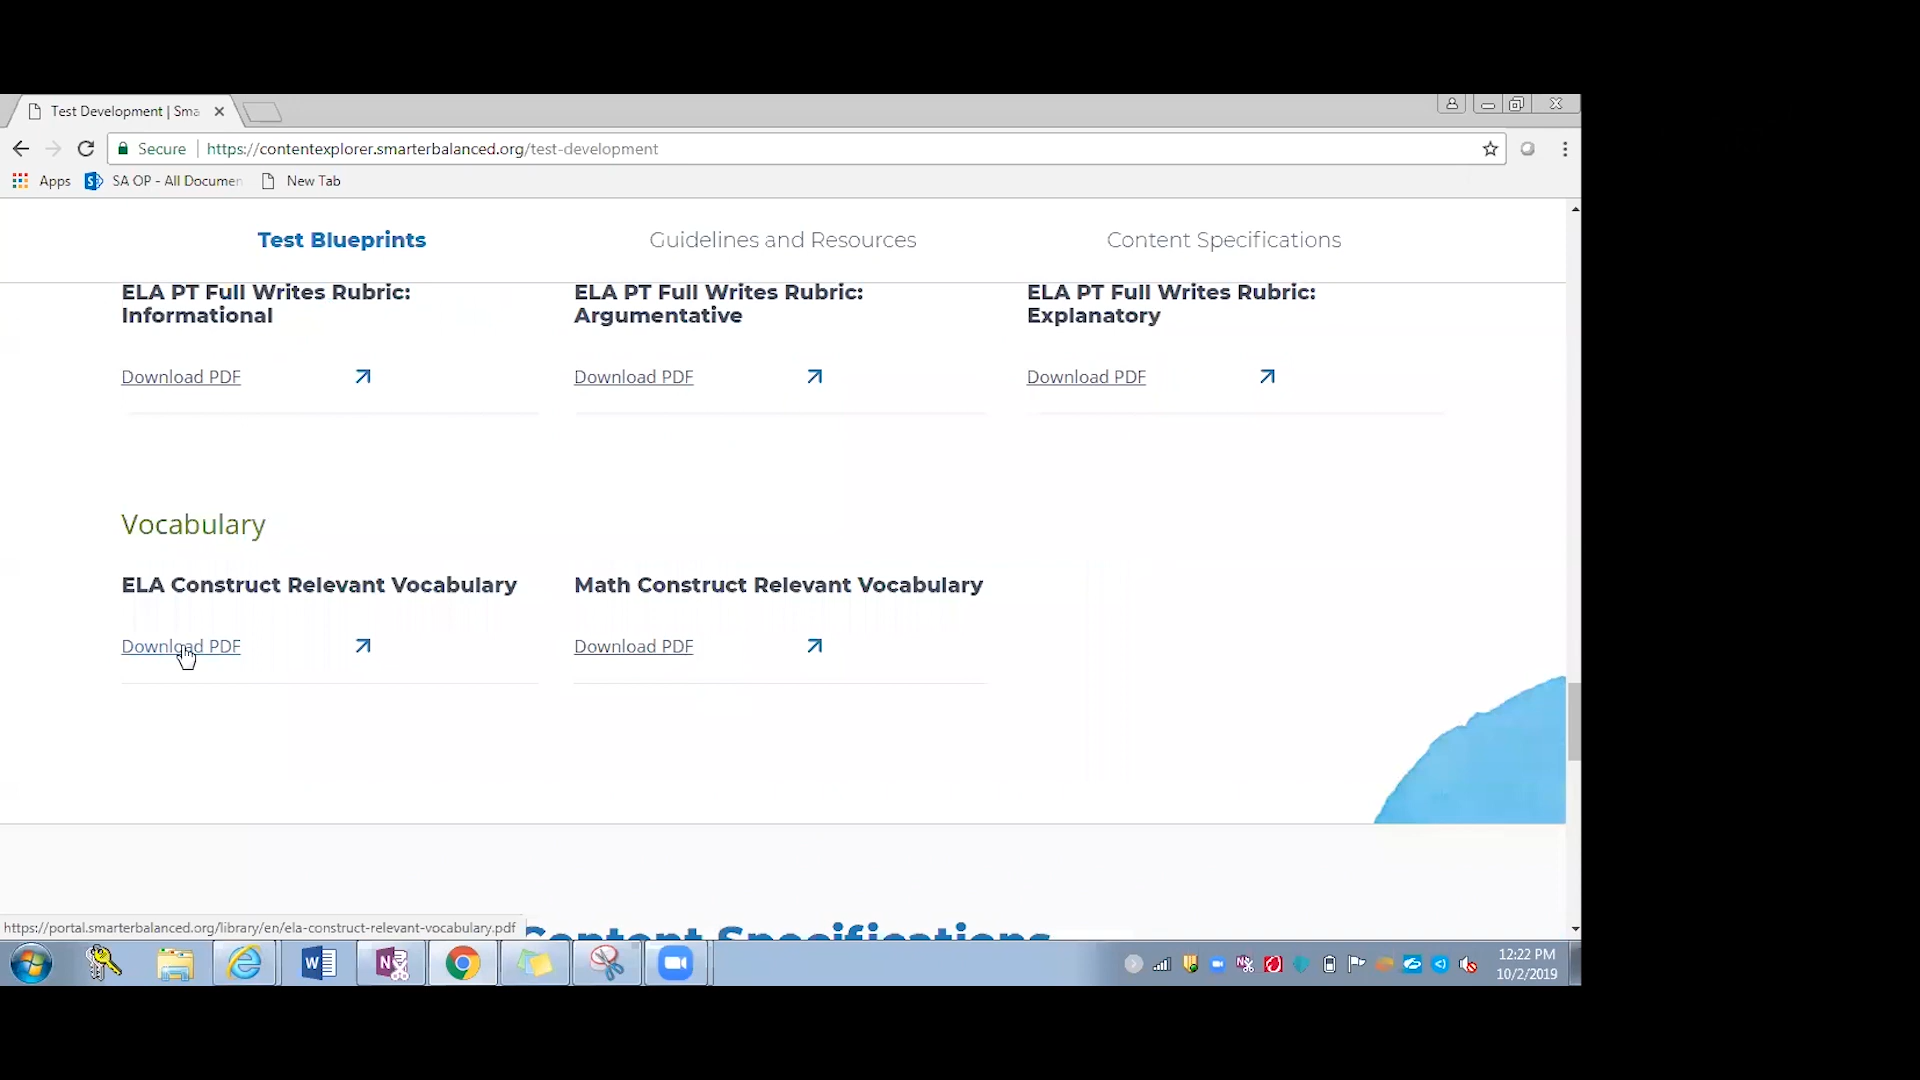 Test Development | Sma
Secure | https://contentexplorer.smarterbalanced.org/test-development
Apps SA OP - All Documen New Tab
Test Blueprints Guidelines and Resources Content Specifications
ELA PT Full Writes Rubric: Informational
ELA PT Full Writes Rubric: Argumentative
ELA PT Full Writes Rubric: Explanatory
Download PDF Download PDF Download PDF
Vocabulary
ELA Construct Relevant Vocabulary Math Construct Relevant Vocabulary
Download PDF Download PDF
Content Specifications
https://portal.smarterbalanced.org/library/en/ela-construct-relevant-vocabulary.pdf
12:22 PM
10/2/2019